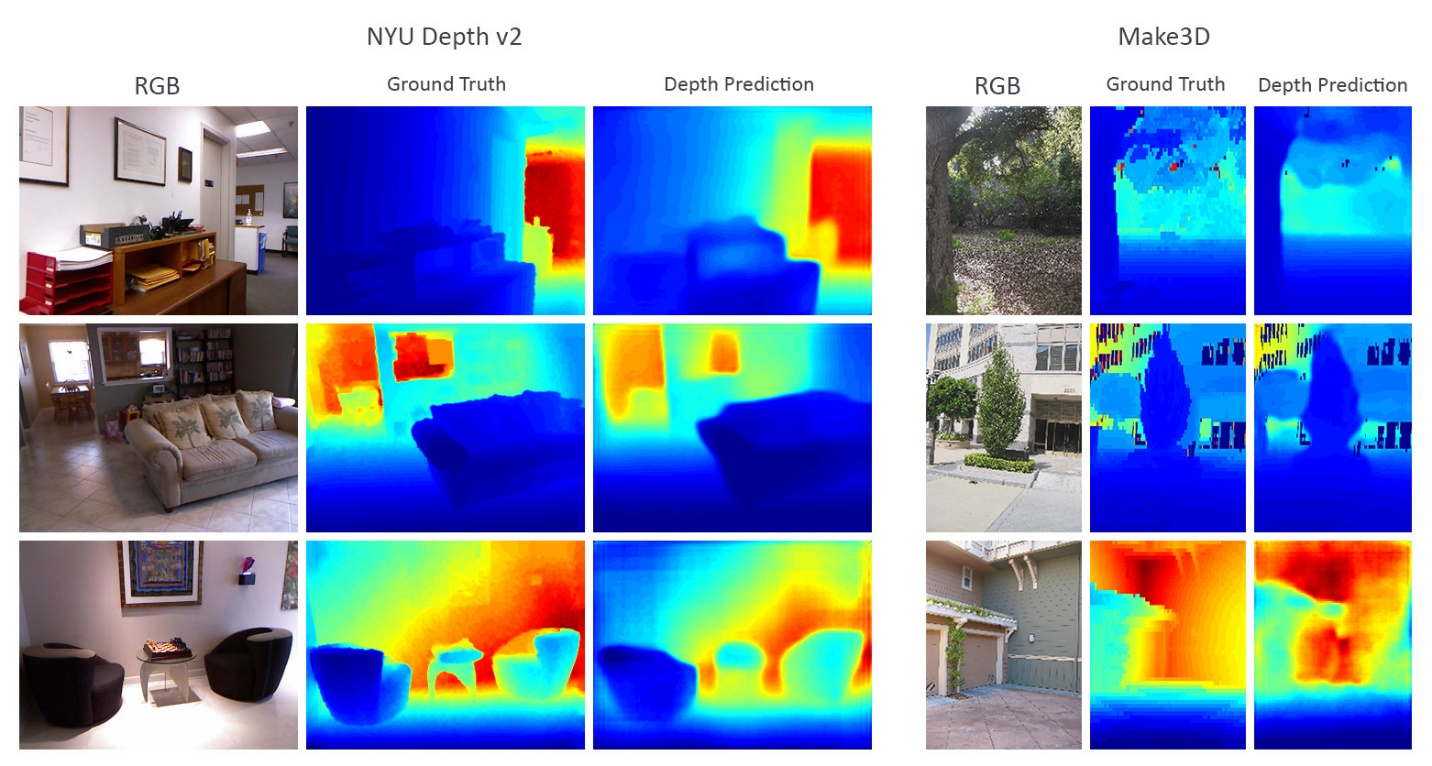 NYU Depth v2
Make3D
RGB
Ground Truth
Depth Prediction
RGB
Ground Truth
Depth Prediction